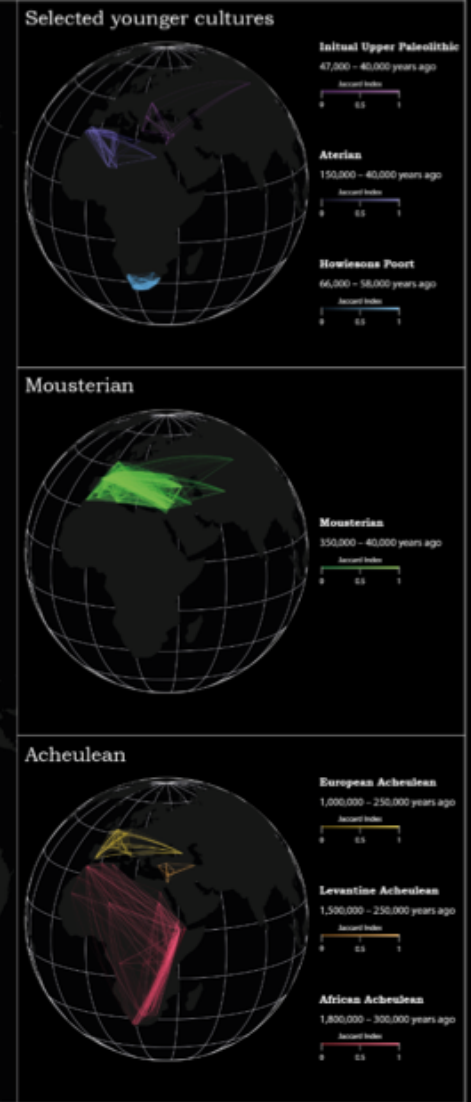 Selected younger cultures
Initual Upper Paleolithic
47,000 – 40,000 years ago
Jaccard Index
0 0.5 1
Aterian
150,000 – 40,000 years ago
Jaccard Index
0 0.5 1
Howiesons Poort
66,000 – 58,000 years ago
Jaccard Index
0 0.5 1
Mousterian
Mousterian
350,000 – 40,000 years ago
Jaccard Index
0 0.5 1
Acheulean
European Acheulean
1,000,000 – 250,000 years ago
Jaccard Index
0 0.5 1
Levantine Acheulean
1,500,000 – 250,000 years ago
Jaccard Index
0 0.5 1
African Acheulean
1,800,000 – 300,000 years ago
Jaccard Index
0 0.5 1